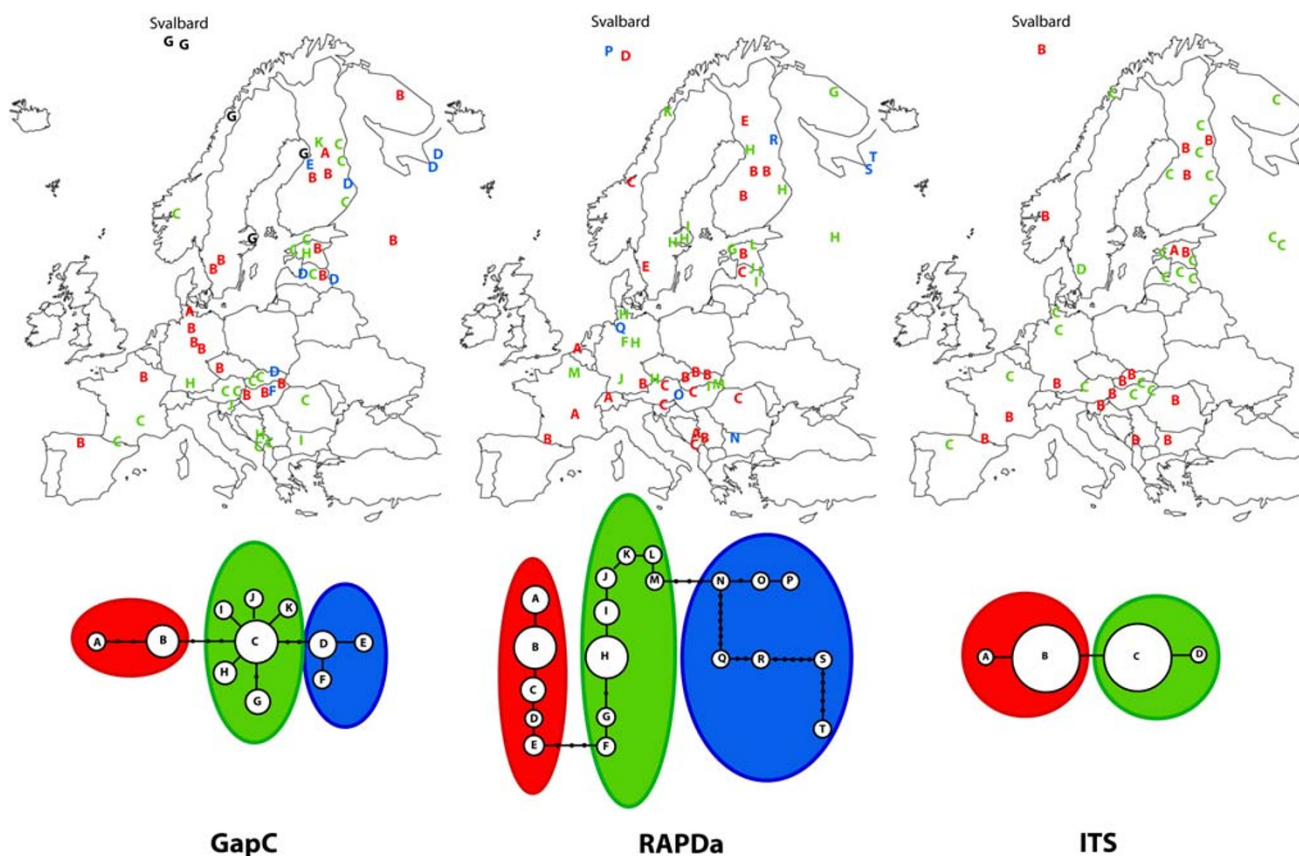 Svalbard
G G
B
G
K C
G A
E C
D
D
B B
D
C
C
G C B
C B
H
B
B
D C B D
A
B
B B
B
B
D
C C
H
B
C C B B F
J
C
C
H
I
B
C
C
C
Svalbard
P D
G
K
E
R
H
T
S
B B
C
H
B
I
H H
H
G L
B
E
C J H
I
H
Q
F H
A
M
J
B H
B B B
C
C I M
A
O
C
C
A
A B
C
N
B
Svalbard
B
C
C
C
B B
C
C B C
C
B
C C
C A B
C
D
C C C
C
C
C
B
C
B B
C C
B C
B
B
B
B
C
B B
A B C D E F G H I J K
A B C D E F G H I J K L M N O P Q R S T
A B C D
GapC
RAPDa
ITS